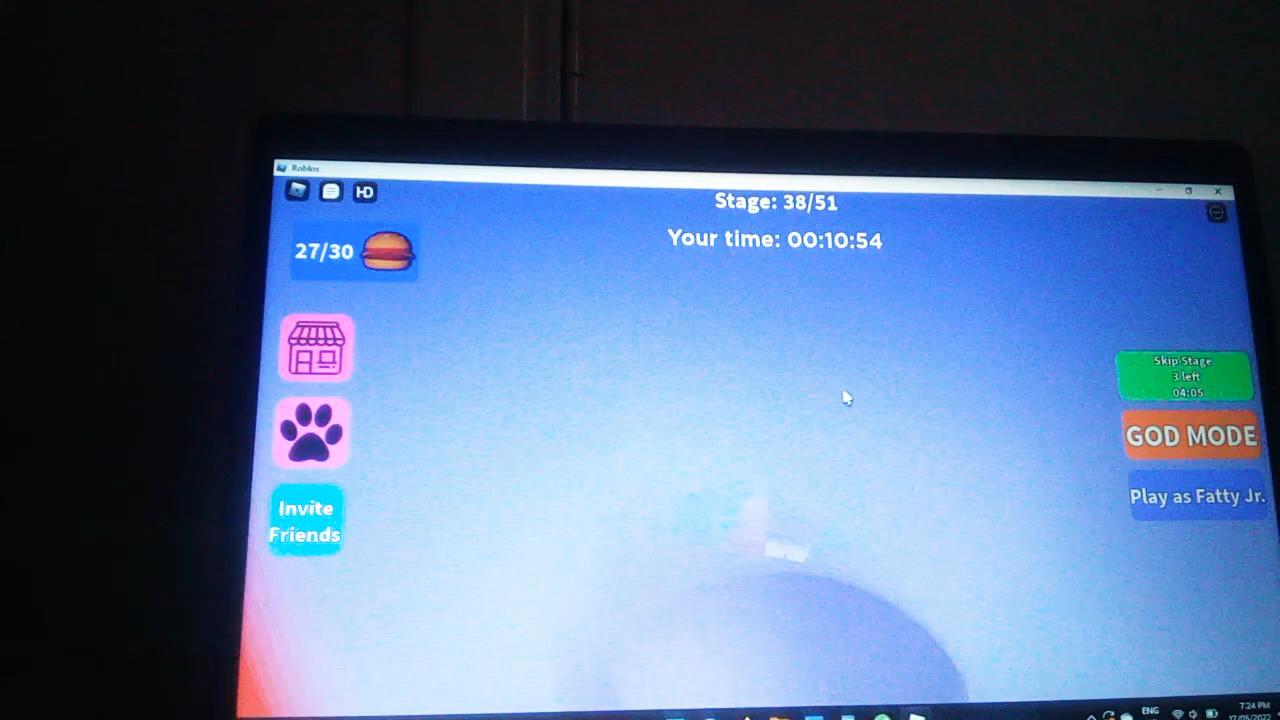 Roblox
HD
Stage: 38/51
Your time: 00:10:54
27/30
Skip Stage
3 left
04:05
GOD MODE
Play as Fatty Jr.
Invite
Friends
ENG
7:24 PM